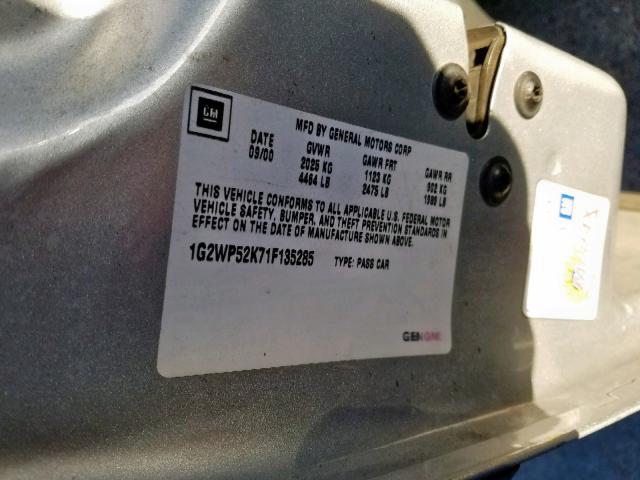 GM
MFD BY GENERAL MOTORS CORP
DATE GVWR GAWR FRT GAWR RR
09/00 2025 KG 1123 KG 902 KG
4464 LB 2475 LB 1989 LB
THIS VEHICLE CONFORMS TO ALL APPLICABLE U.S. FEDERAL MOTOR
VEHICLE SAFETY, BUMPER, AND THEFT PREVENTION STANDARDS IN
EFFECT ON THE DATE OF MANUFACTURE SHOWN ABOVE.
1G2WP52K71F135285 TYPE: PASS CAR
GENUINE
GM